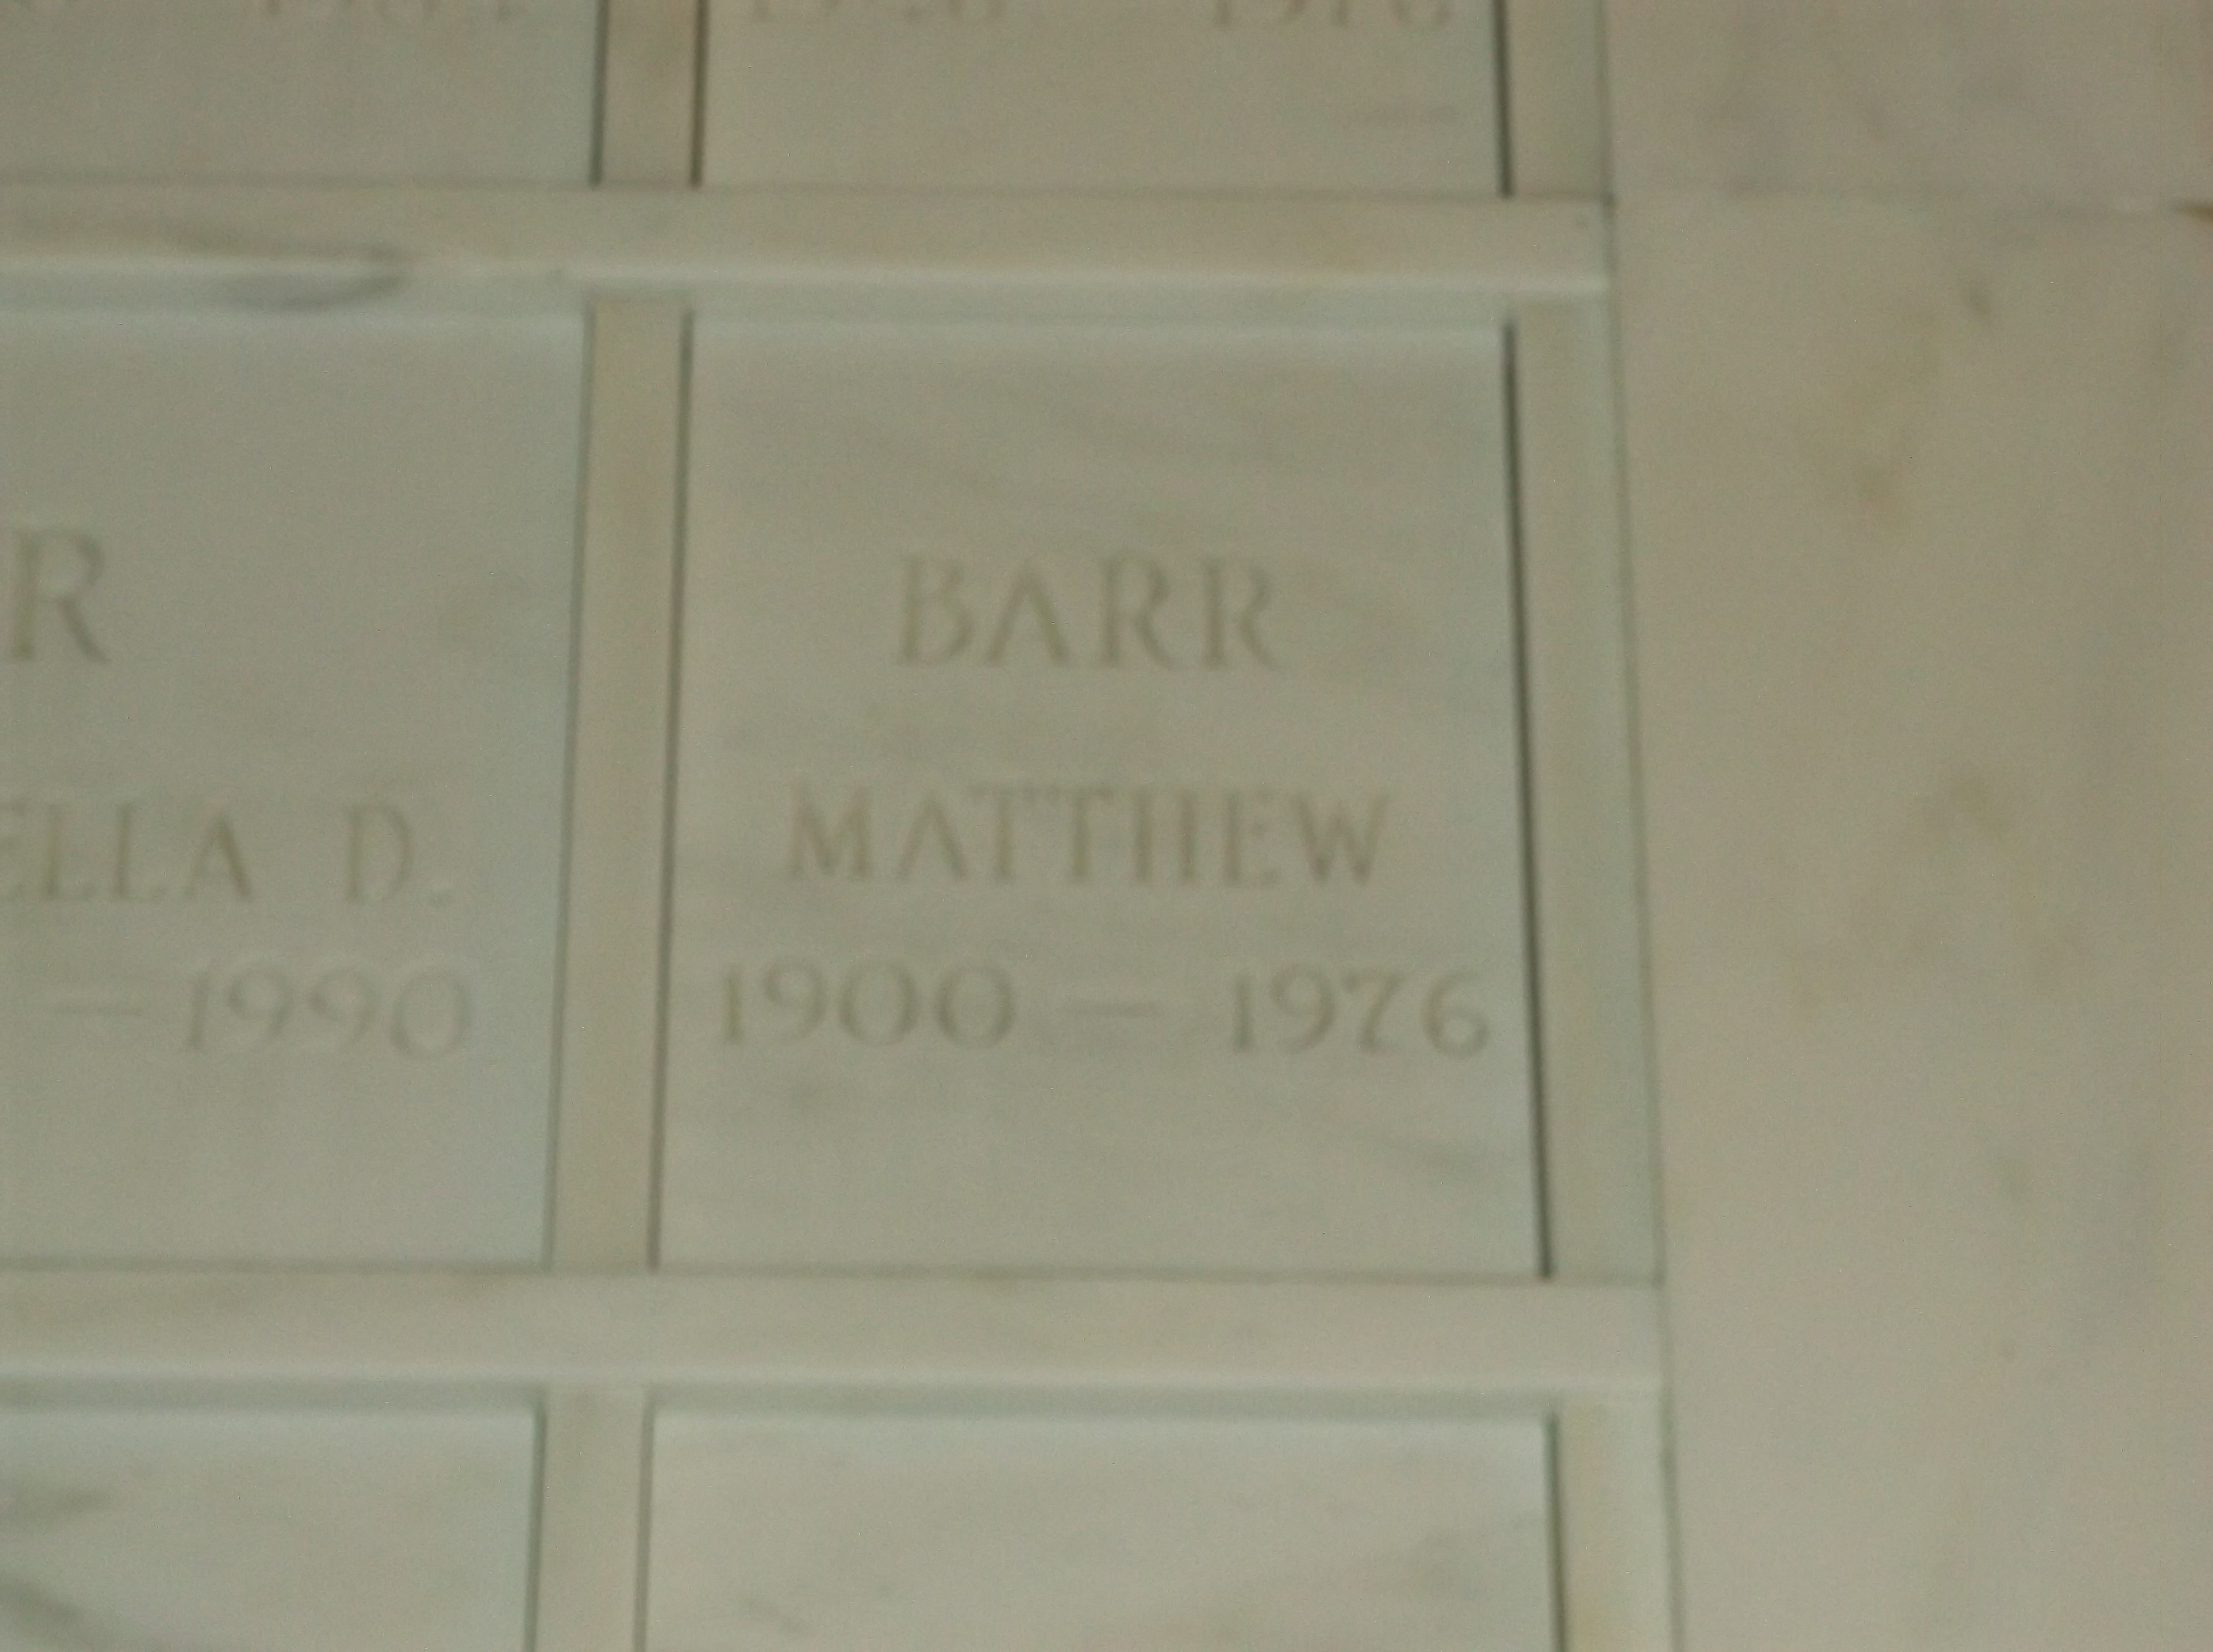 R
ELLA D.
—1990
BARR
MATTHEW
1900 — 1976